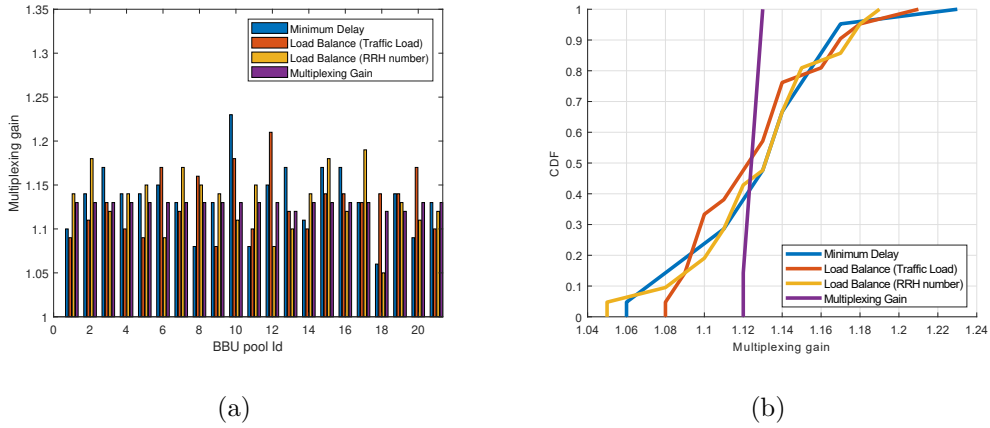 1.35
1.3
1.25
1.2
1.15
1.1
1.05
1
Multiplexing gain
0 2 4 6 8 10 12 14 16 18 20
BBU pool Id
Minimum Delay
Load Balance (Traffic Load)
Load Balance (RRH number)
Multiplexing Gain
(a)
1
0.9
0.8
0.7
0.6
0.5
0.4
0.3
0.2
0.1
0
CDF
1.04 1.06 1.08 1.1 1.12 1.14 1.16 1.18 1.2 1.22 1.24
Multiplexing gain
Minimum Delay
Load Balance (Traffic Load)
Load Balance (RRH number)
Multiplexing Gain
(b)